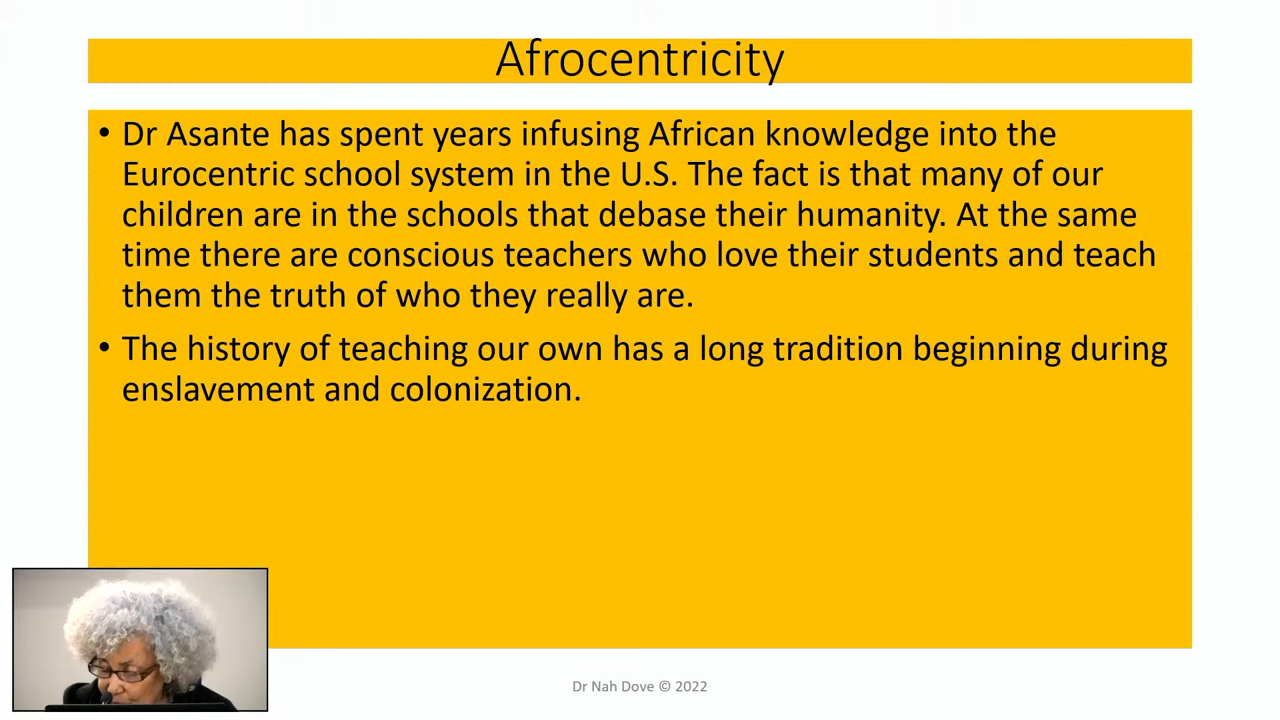 Afrocentricity
• Dr Asante has spent years infusing African knowledge into the
Eurocentric school system in the U.S. The fact is that many of our
children are in the schools that debase their humanity. At the same
time there are conscious teachers who love their students and teach
them the truth of who they really are.
• The history of teaching our own has a long tradition beginning during
enslavement and colonization.
Dr Nah Dove © 2022